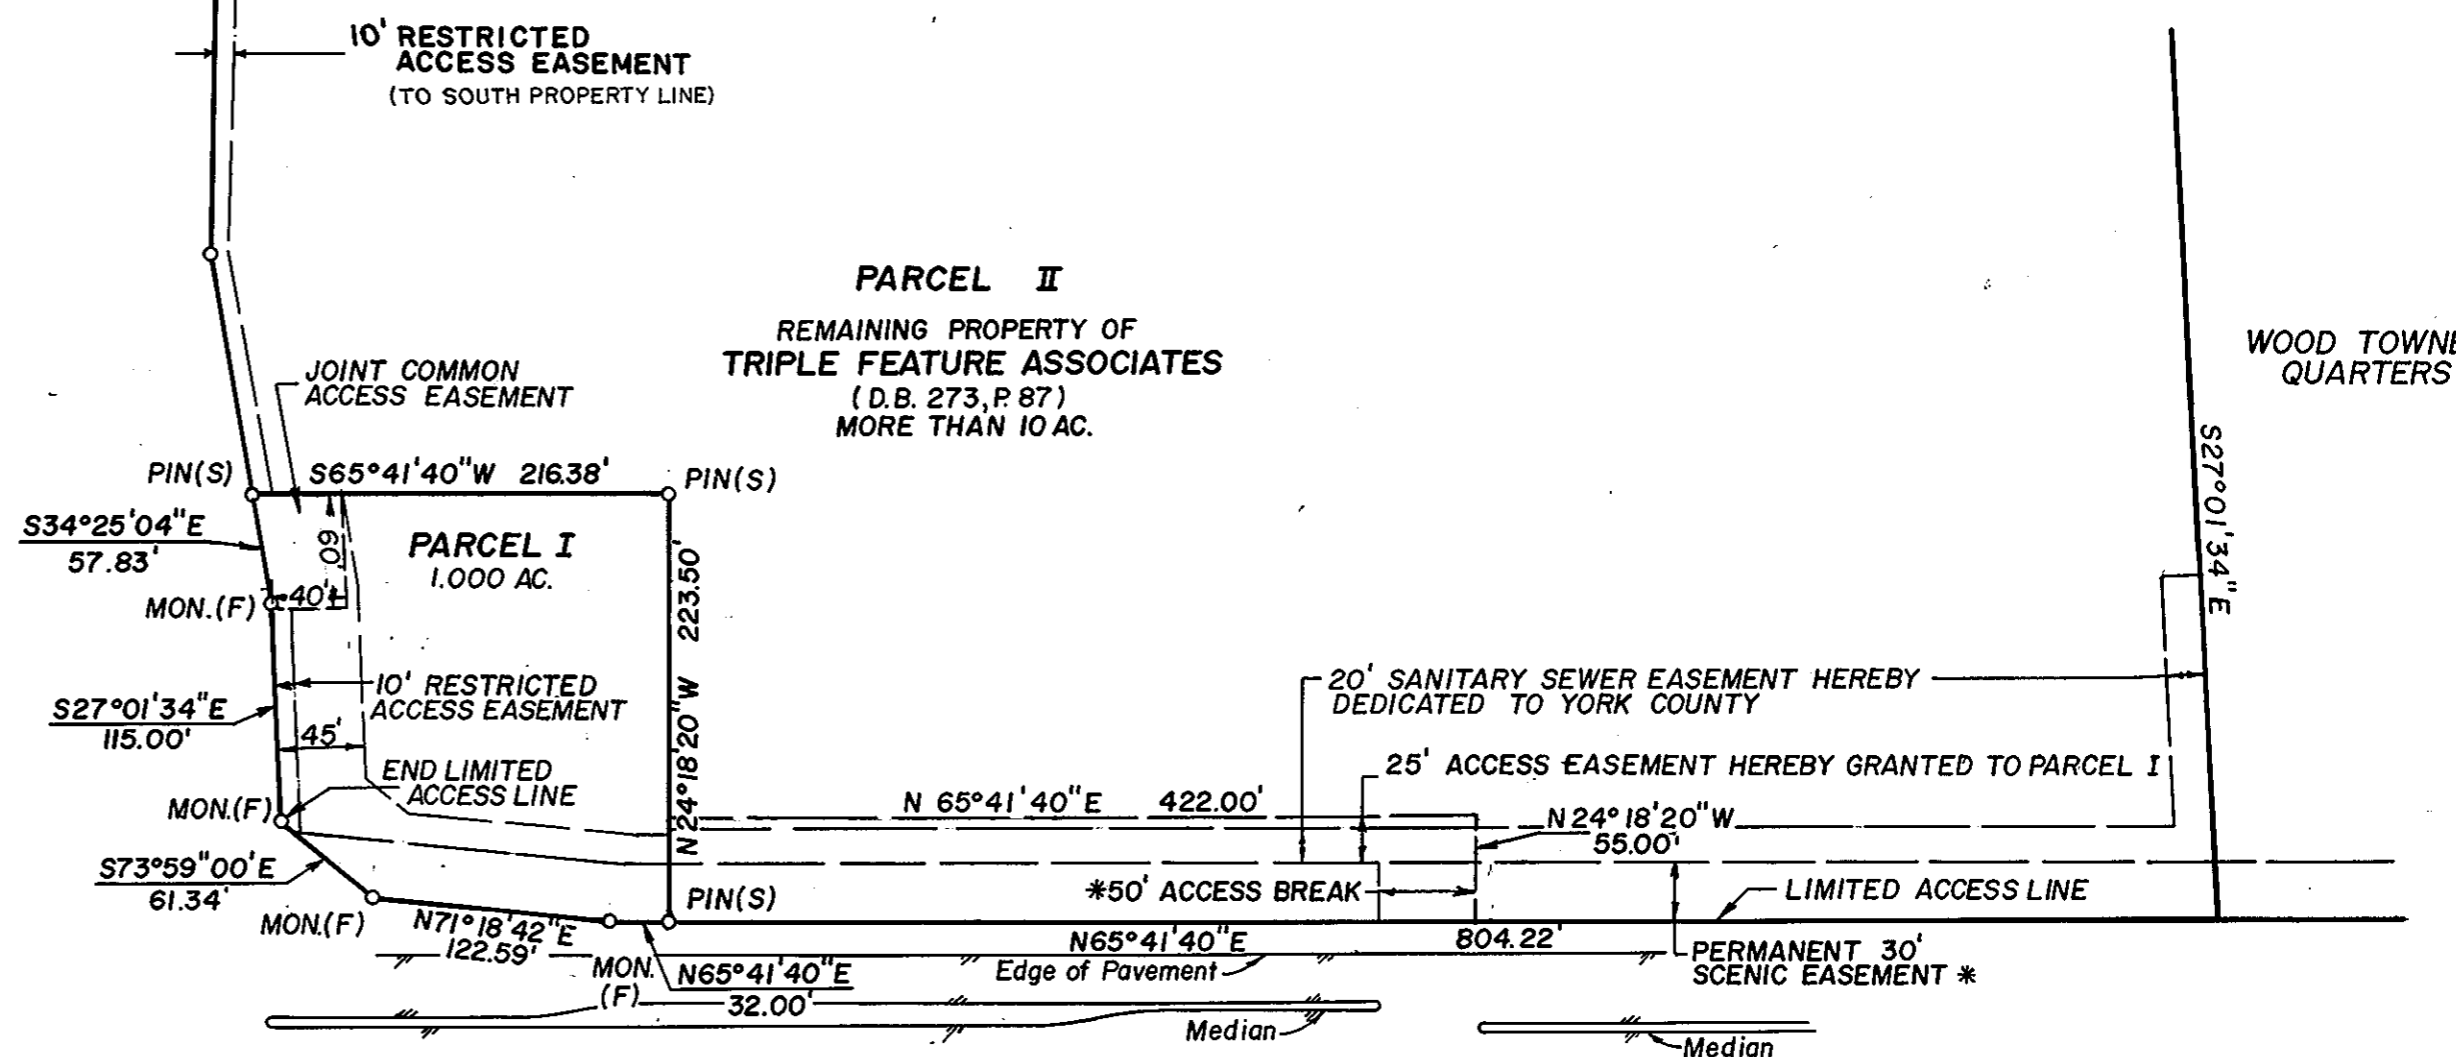 10' RESTRICTED
ACCESS EASEMENT
(TO SOUTH PROPERTY LINE)
PARCEL II
REMAINING PROPERTY OF
TRIPLE FEATURE ASSOCIATES
(D.B. 273, P. 87)
MORE THAN 10 AC.
WOOD TOWNE
QUARTERS
JOINT COMMON
ACCESS EASEMENT
PIN(S)
S65°41'40"W 216.38'
PIN(S)
S27°01'34"E
S34°25'04"E
57.83'
60'
PARCEL I
1.000 AC.
40'
MON.(F)
N24°18'20"W 223.50'
10' RESTRICTED
ACCESS EASEMENT
S27°01'34"E
115.00'
45'
20' SANITARY SEWER EASEMENT HEREBY
DEDICATED TO YORK COUNTY
END LIMITED
ACCESS LINE
25' ACCESS EASEMENT HEREBY GRANTED TO PARCEL I
MON.(F)
N 65°41'40"E 422.00'
N 24°18'20"W
55.00'
S73°59"00'E
61.34'
*50' ACCESS BREAK
LIMITED ACCESS LINE
PIN(S)
MON.(F)
N71°18'42"E
122.59'
N65°41'40"E 804.22'
MON.
(F)
N65°41'40"E
32.00'
Edge of Pavement
PERMANENT 30'
SCENIC EASEMENT *
Median
Median